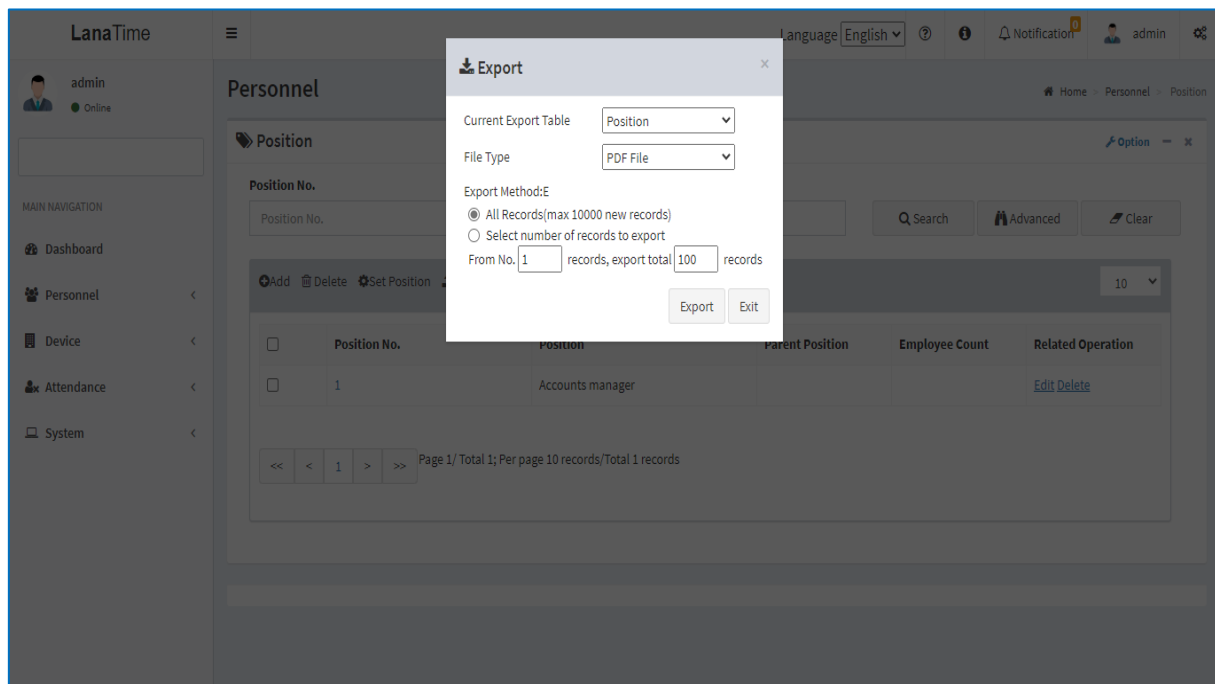 LanaTime
Language English
0
Notification
admin
admin
Online
MAIN NAVIGATION
Dashboard
Personnel
Device
Attendance
System
Personnel
Home > Personnel > Position
Position
Option
Position No.
Position No.
Search
Advanced
Clear
Add Delete Set Position
10
Position No. Position Parent Position Employee Count Related Operation
1 Accounts manager Edit Delete
<< < 1 > >> Page 1/ Total 1; Per page 10 records/Total 1 records
Export ×
Current Export Table Position
File Type PDF File
Export Method:E
All Records(max 10000 new records)
Select number of records to export
From No. 1 records, export total 100 records
Export Exit